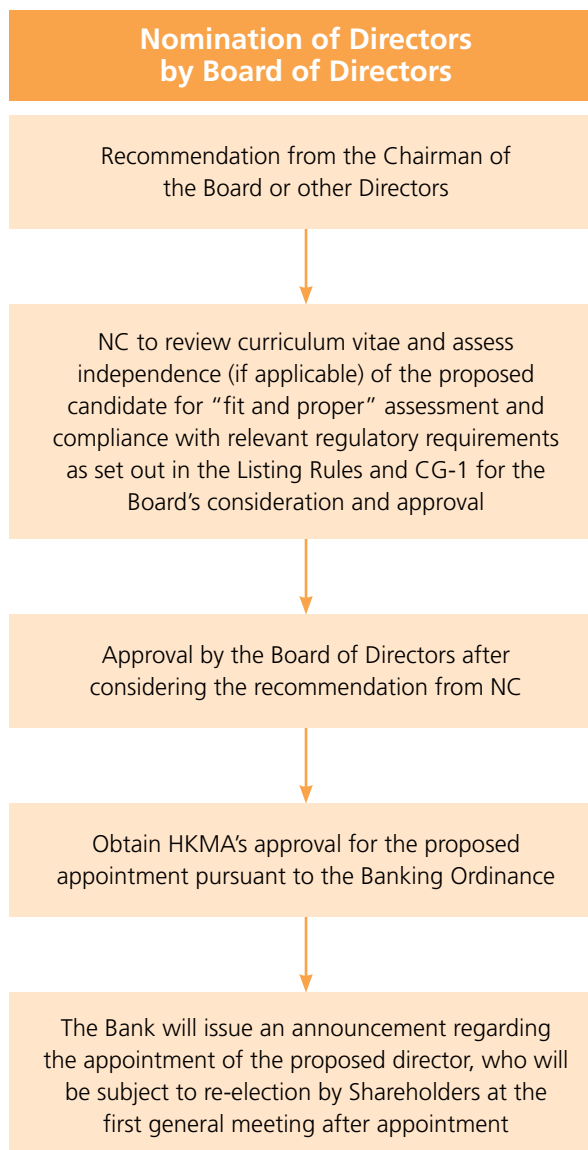 Nomination of Directors
by Board of Directors
Recommendation from the Chairman of
the Board or other Directors
NC to review curriculum vitae and assess
independence (if applicable) of the proposed
candidate for “fit and proper” assessment and
compliance with relevant regulatory requirements
as set out in the Listing Rules and CG-1 for the
Board’s consideration and approval
Approval by the Board of Directors after
considering the recommendation from NC
Obtain HKMA’s approval for the proposed
appointment pursuant to the Banking Ordinance
The Bank will issue an announcement regarding
the appointment of the proposed director, who will
be subject to re-election by Shareholders at the
first general meeting after appointment